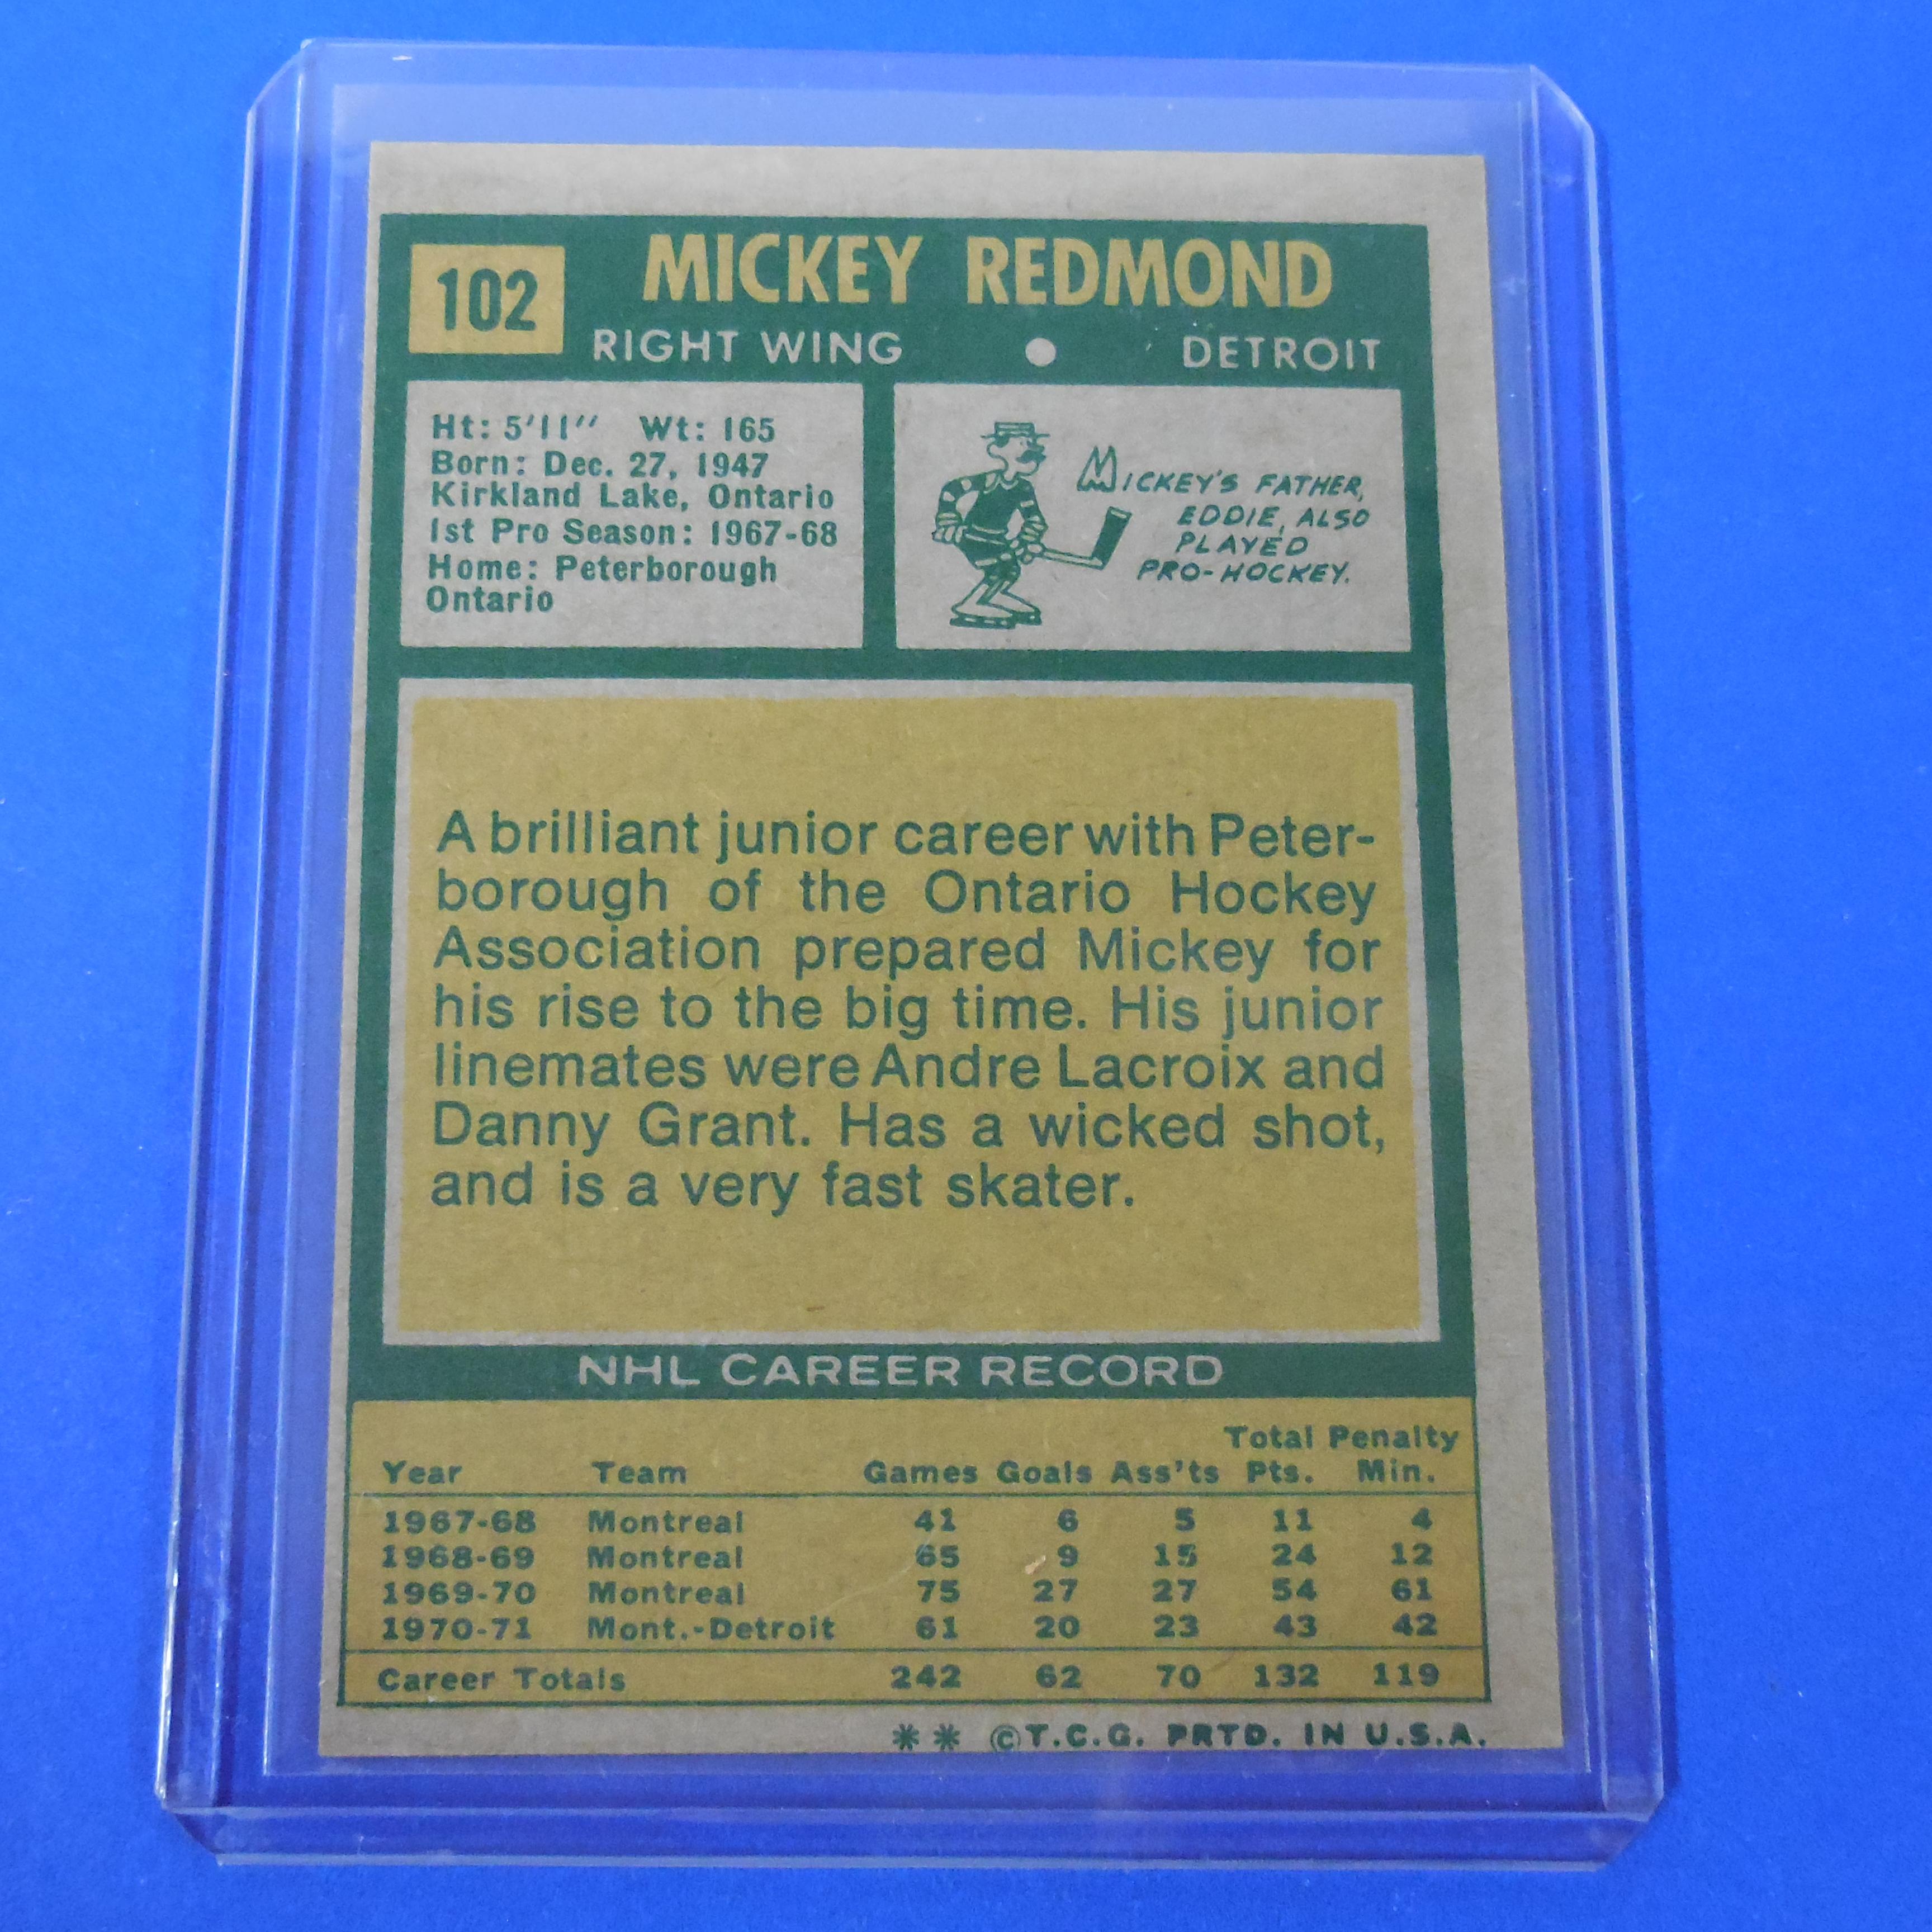 102
MICKEY REDMOND
RIGHT WING ● DETROIT
Ht: 5'11" Wt: 165
Born: Dec. 27, 1947
Kirkland Lake, Ontario
1st Pro Season: 1967-68
Home: Peterborough
Ontario
MICKEY'S FATHER,
EDDIE, ALSO
PLAYED
PRO-HOCKEY.
A brilliant junior career with Peter-
borough of the Ontario Hockey
Association prepared Mickey for
his rise to the big time. His junior
linemates were Andre Lacroix and
Danny Grant. Has a wicked shot,
and is a very fast skater.
NHL CAREER RECORD
Total Penalty
Year Team Games Goals Ass'ts Pts. Min.
1967-68 Montreal 41 6 5 11 4
1968-69 Montreal 65 9 15 24 12
1969-70 Montreal 75 27 27 54 61
1970-71 Mont.-Detroit 61 20 23 43 42
Career Totals 242 62 70 132 119
** ©T.C.G. PRTD. IN U.S.A.